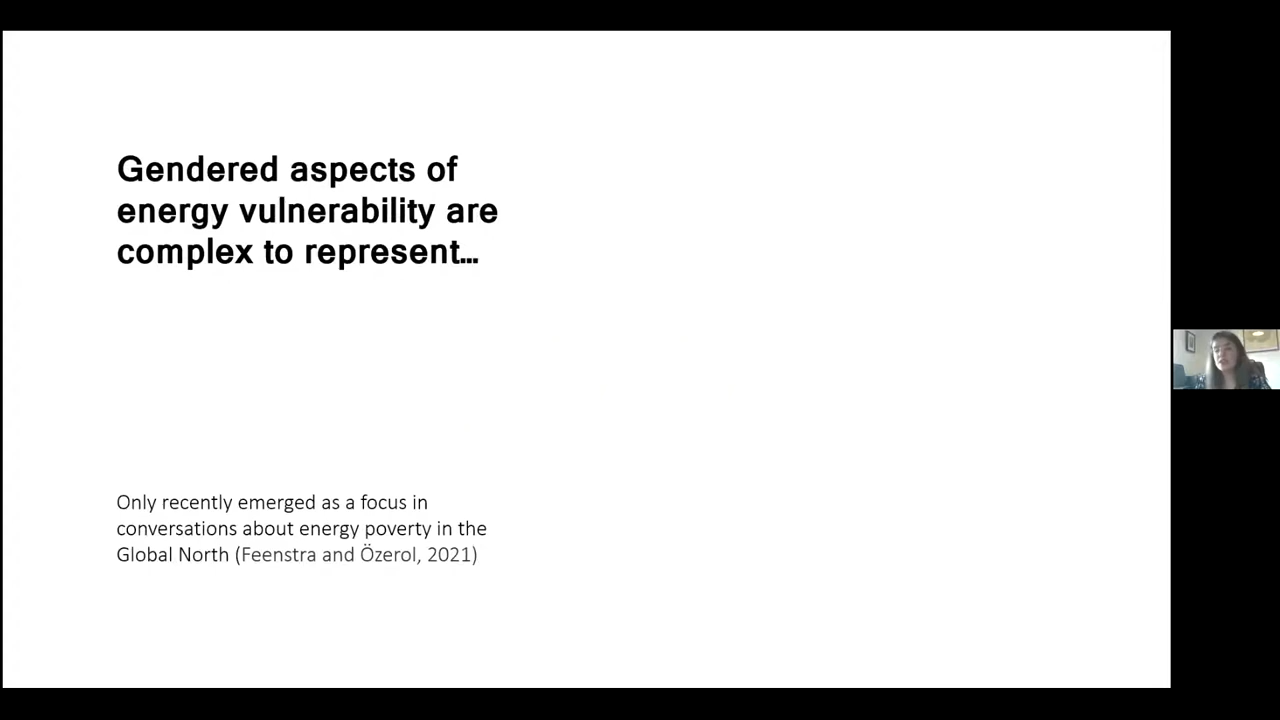 Gendered aspects of
energy vulnerability are
complex to represent…
Only recently emerged as a focus in
conversations about energy poverty in the
Global North (Feenstra and Özerol, 2021)